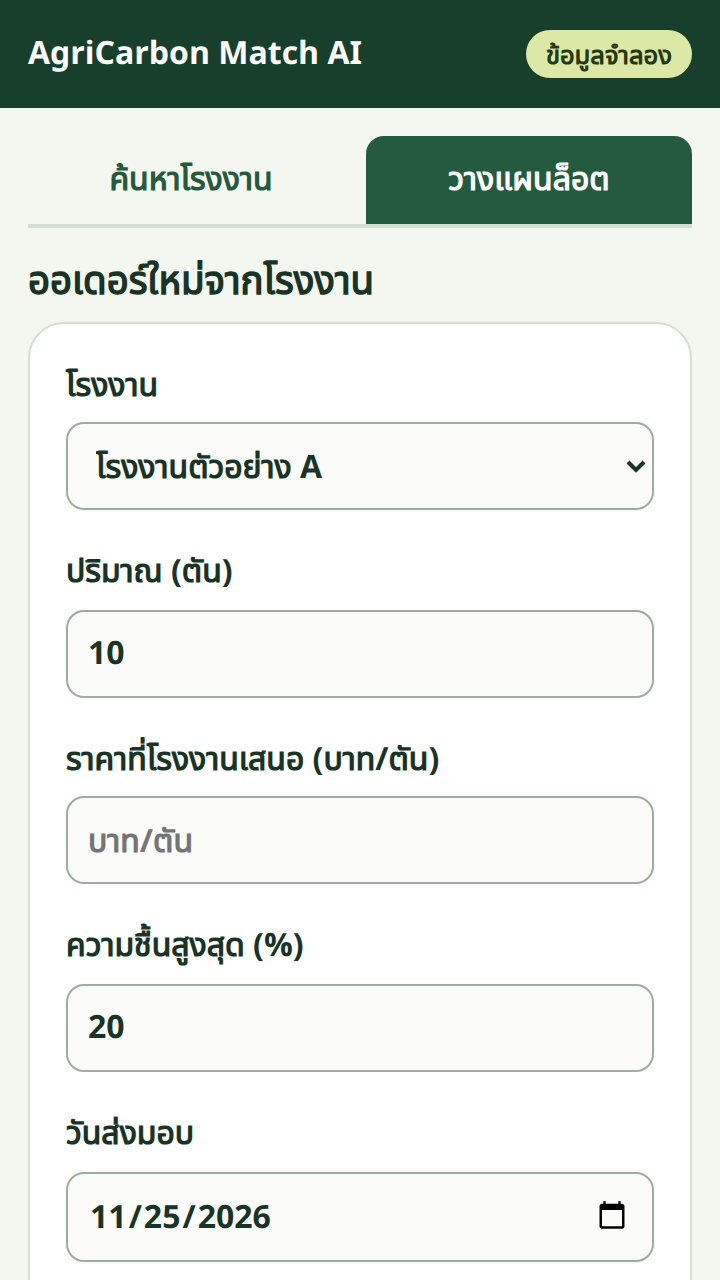 AgriCarbon Match AI
ข้อมูลจำลอง
ค้นหาโรงงาน
วางแผนล็อต
ออเดอร์ใหม่จากโรงงาน
โรงงาน
โรงงานตัวอย่าง A
ปริมาณ (ตัน)
10
ราคาที่โรงงานเสนอ (บาท/ตัน)
บาท/ตัน
ความชื้นสูงสุด (%)
20
วันส่งมอบ
11/25/2026